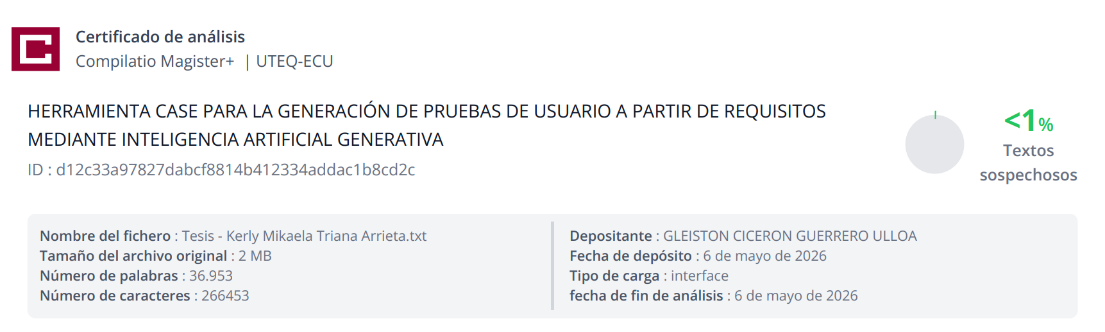 Certificado de análisis
Compilatio Magister+ | UTEQ-ECU
HERRAMIENTA CASE PARA LA GENERACIÓN DE PRUEBAS DE USUARIO A PARTIR DE REQUISITOS
MEDIANTE INTELIGENCIA ARTIFICIAL GENERATIVA
ID : d12c33a97827dabcf8814b412334addac1b8cd2c
<1%
Textos
sospechosos
Nombre del fichero : Tesis - Kerly Mikaela Triana Arrieta.txt
Tamaño del archivo original : 2 MB
Número de palabras : 36.953
Número de caracteres : 266453
Depositante : GLEISTON CICERON GUERRERO ULLOA
Fecha de depósito : 6 de mayo de 2026
Tipo de carga : interface
fecha de fin de análisis : 6 de mayo de 2026